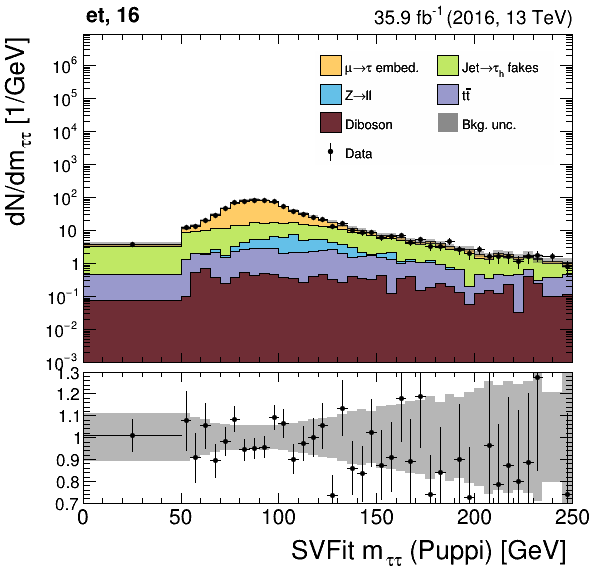 et, 16
35.9 fb⁻¹ (2016, 13 TeV)
dN/dm_ττ [1/GeV]
μ→τ embed.
Jet→τ_h fakes
Z→ll
tt̄
Diboson
Bkg. unc.
Data
10⁶
10⁵
10⁴
10³
10²
10
1
10⁻¹
10⁻²
10⁻³
1.3
1.2
1.1
1
0.9
0.8
0.7
0 50 100 150 200 250
SVFit m_ττ (Puppi) [GeV]